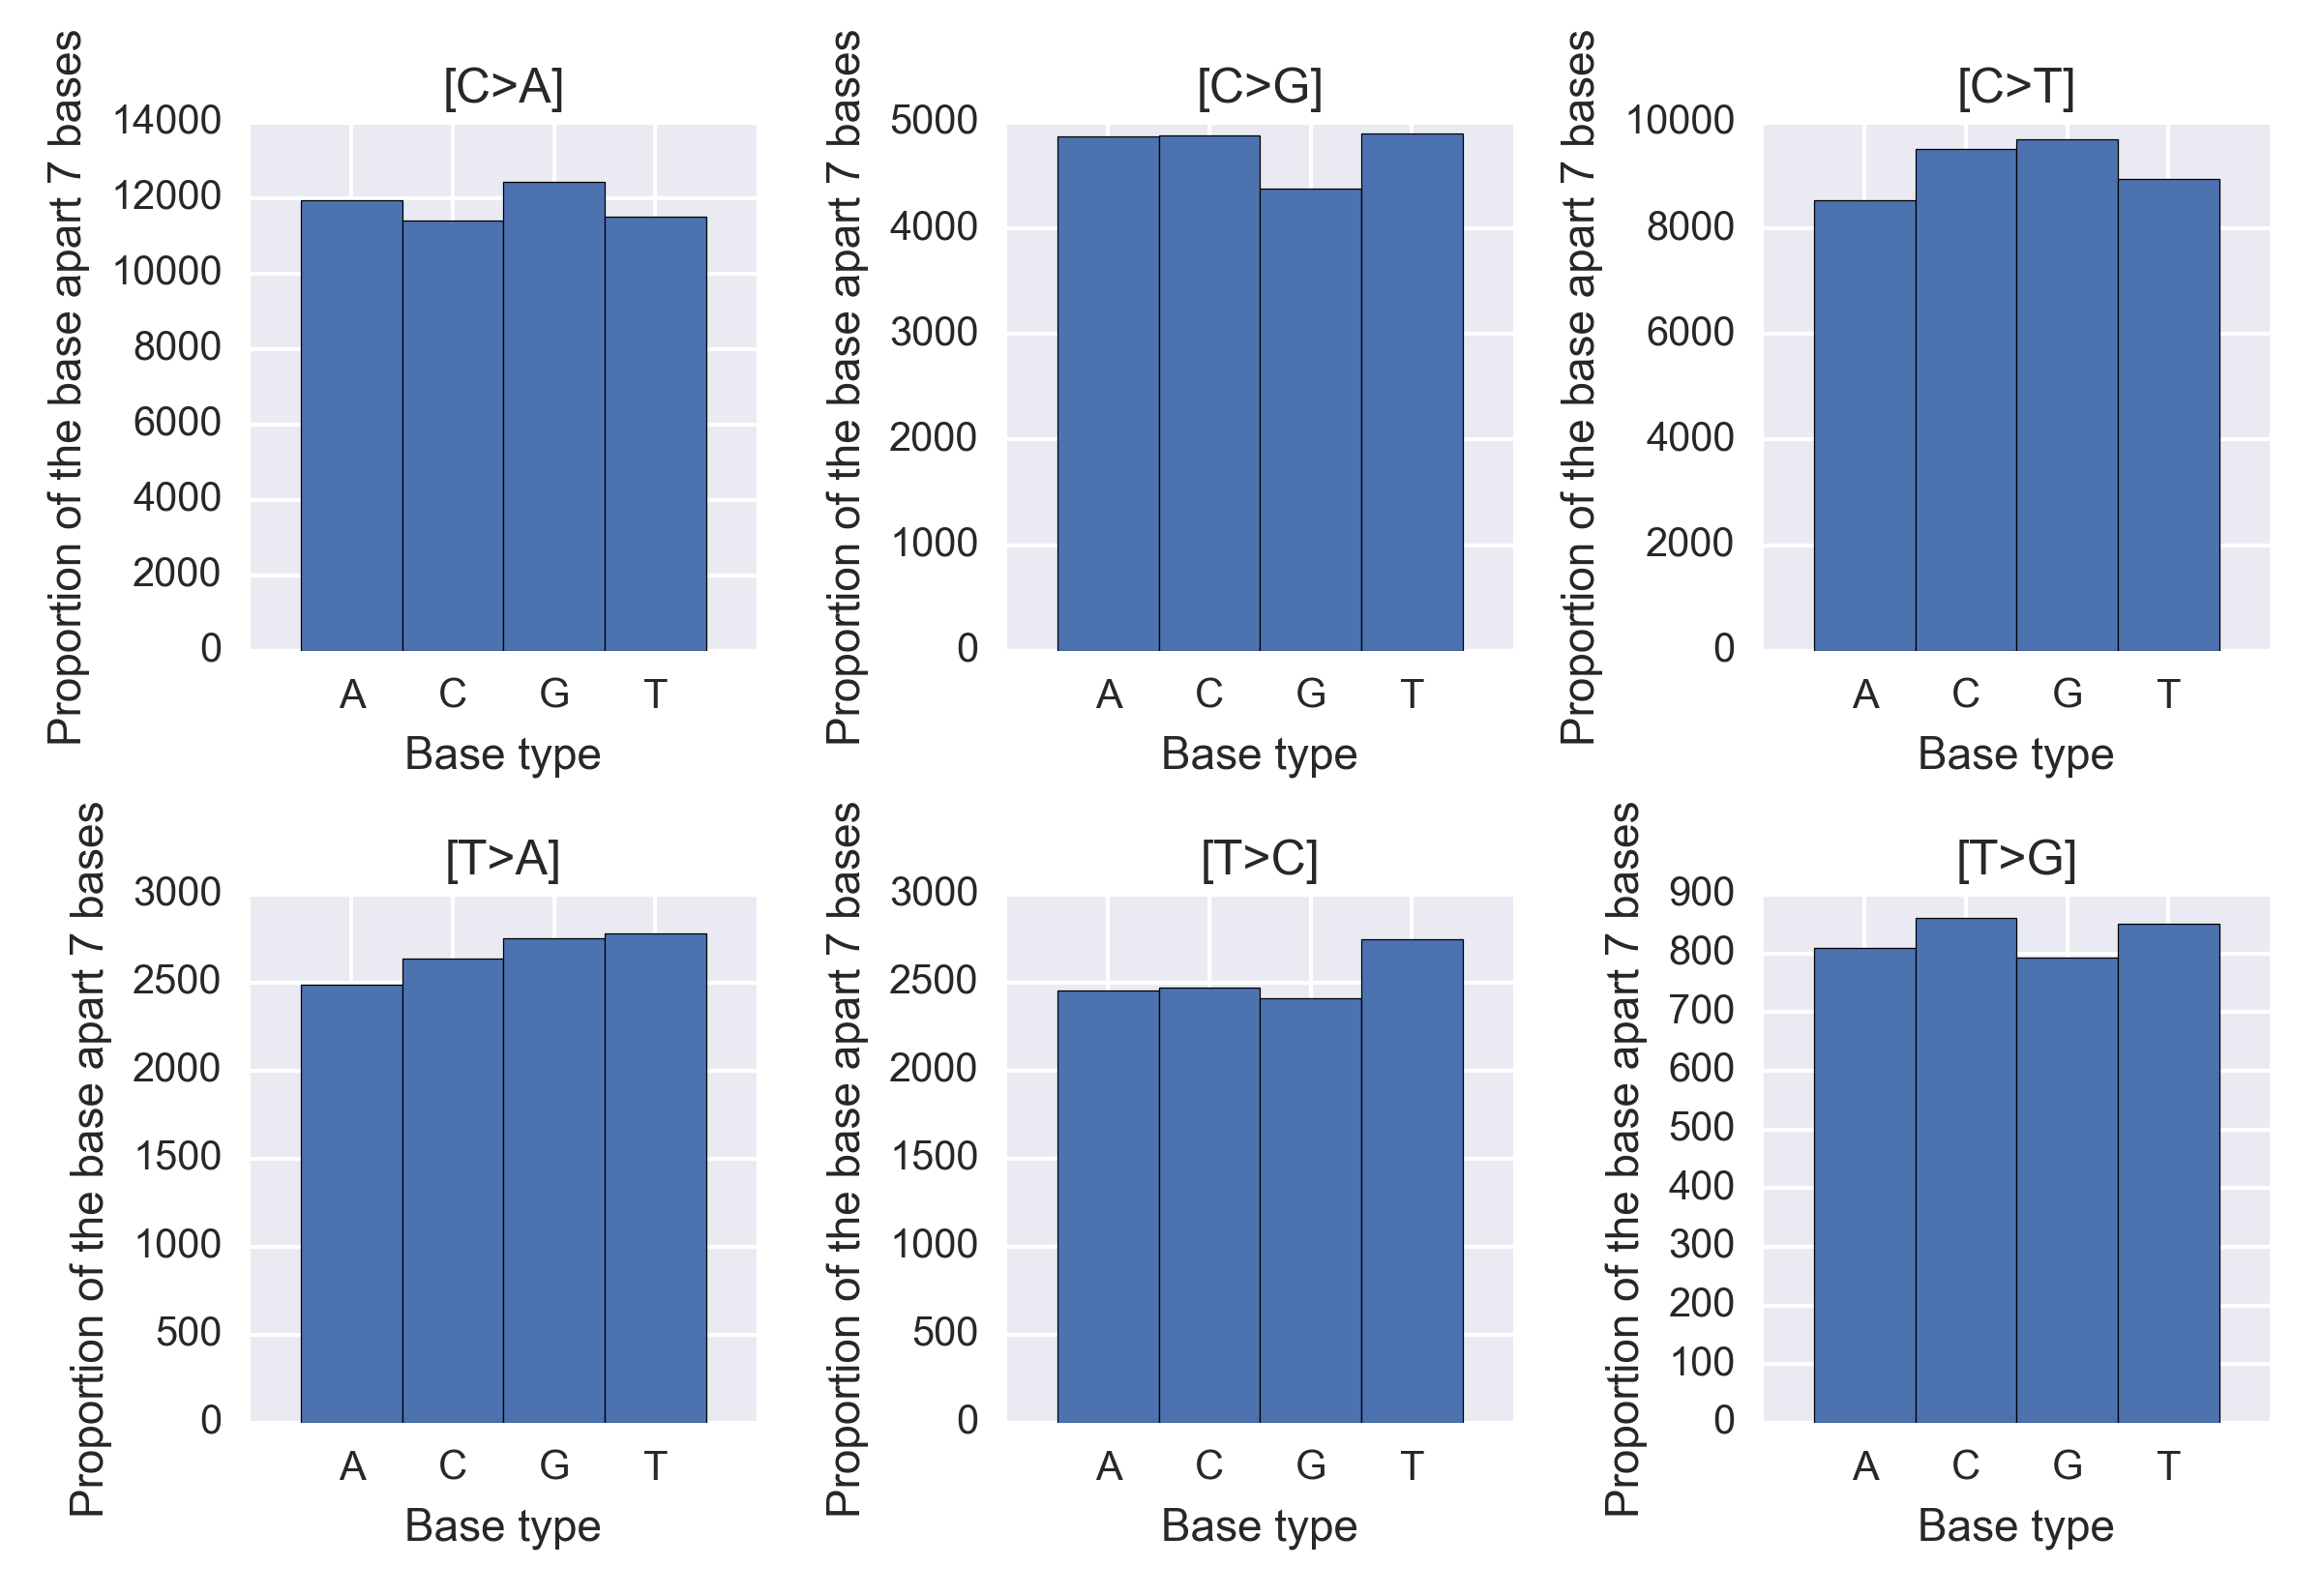 [C>A]
Proportion of the base apart 7 bases
14000
12000
10000
8000
6000
4000
2000
0
A C G T
Base type
[C>G]
Proportion of the base apart 7 bases
5000
4000
3000
2000
1000
0
A C G T
Base type
[C>T]
Proportion of the base apart 7 bases
10000
8000
6000
4000
2000
0
A C G T
Base type
[T>A]
Proportion of the base apart 7 bases
3000
2500
2000
1500
1000
500
0
A C G T
Base type
[T>C]
Proportion of the base apart 7 bases
3000
2500
2000
1500
1000
500
0
A C G T
Base type
[T>G]
Proportion of the base apart 7 bases
900
800
700
600
500
400
300
200
100
0
A C G T
Base type